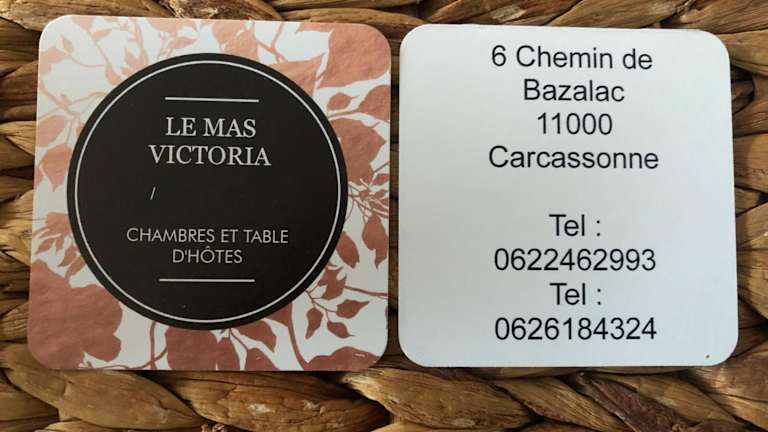 LE MAS
VICTORIA
/
CHAMBRES ET TABLE
D'HÔTES
6 Chemin de
Bazalac
11000
Carcassonne
Tel :
0622462993
Tel :
0626184324